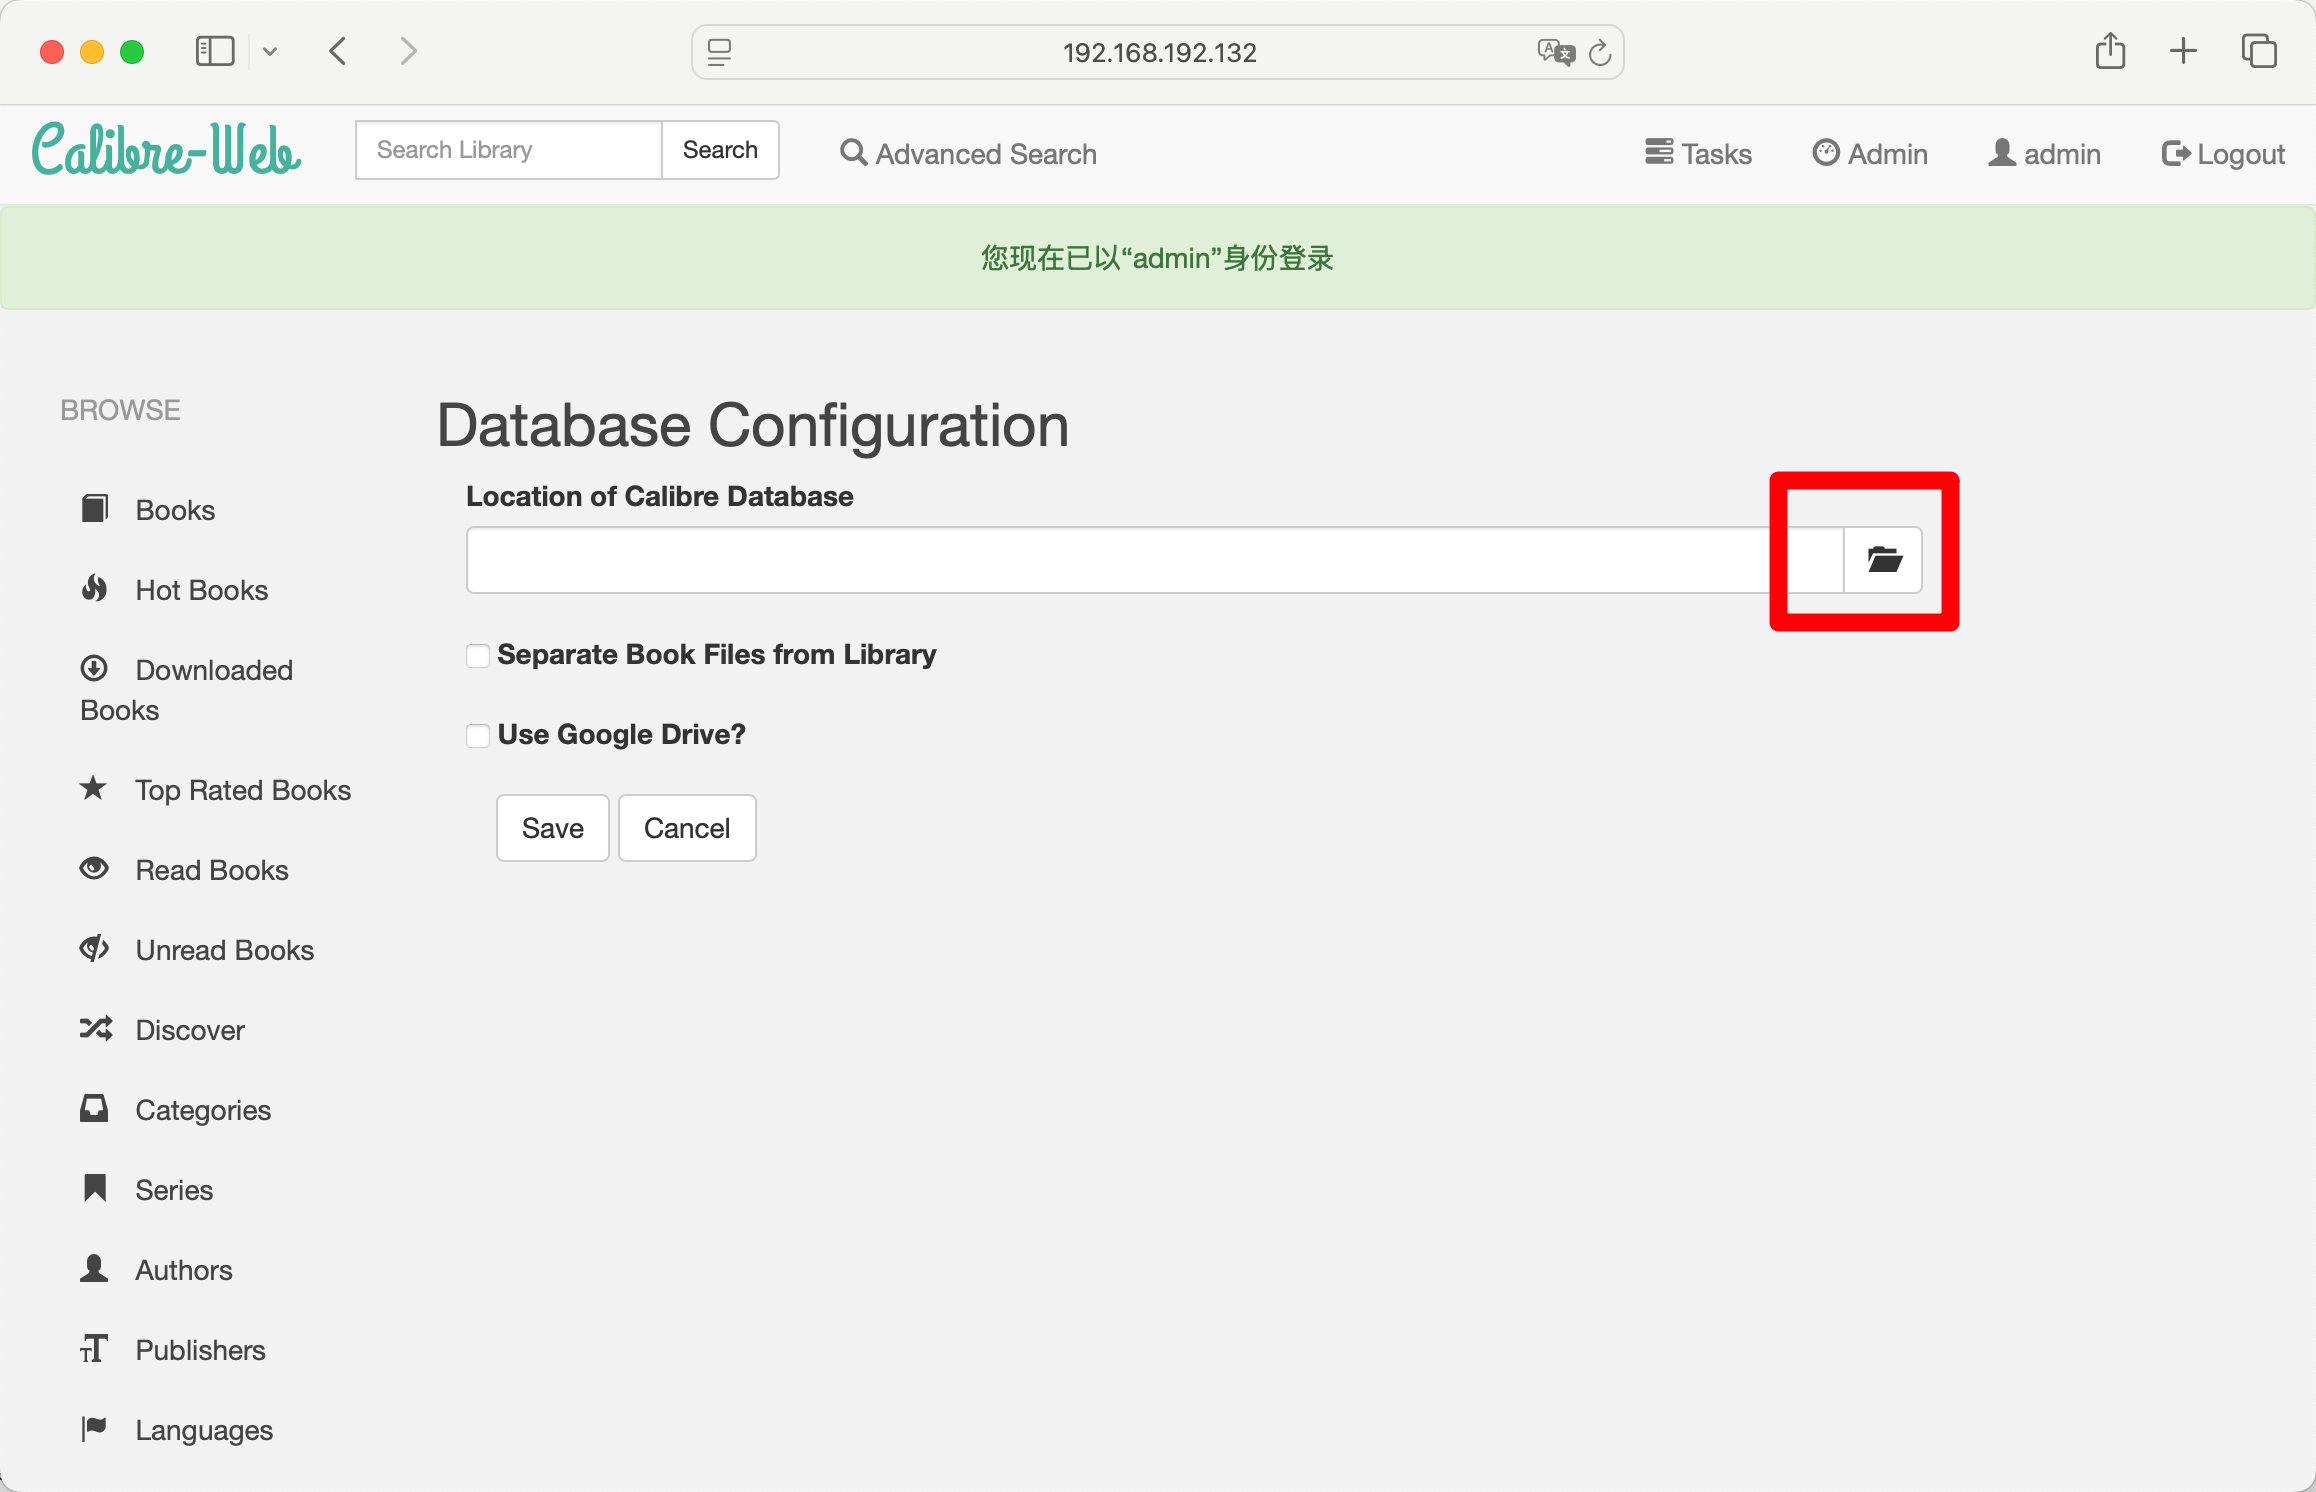 192.168.192.132
Calibre-Web
Search Library
Search
Advanced Search
Tasks
Admin
admin
Logout
您现在已以“admin”身份登录
BROWSE
Books
Hot Books
Downloaded
Books
Top Rated Books
Read Books
Unread Books
Discover
Categories
Series
Authors
Publishers
Languages
Database Configuration
Location of Calibre Database
Separate Book Files from Library
Use Google Drive?
Save
Cancel